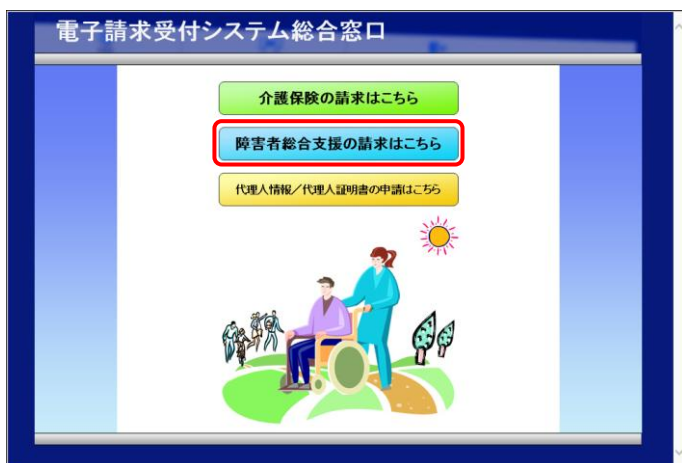 電子請求受付システム総合窓口
介護保険の請求はこちら
障害者総合支援の請求はこちら
代理人情報／代理人証明書の申請はこちら